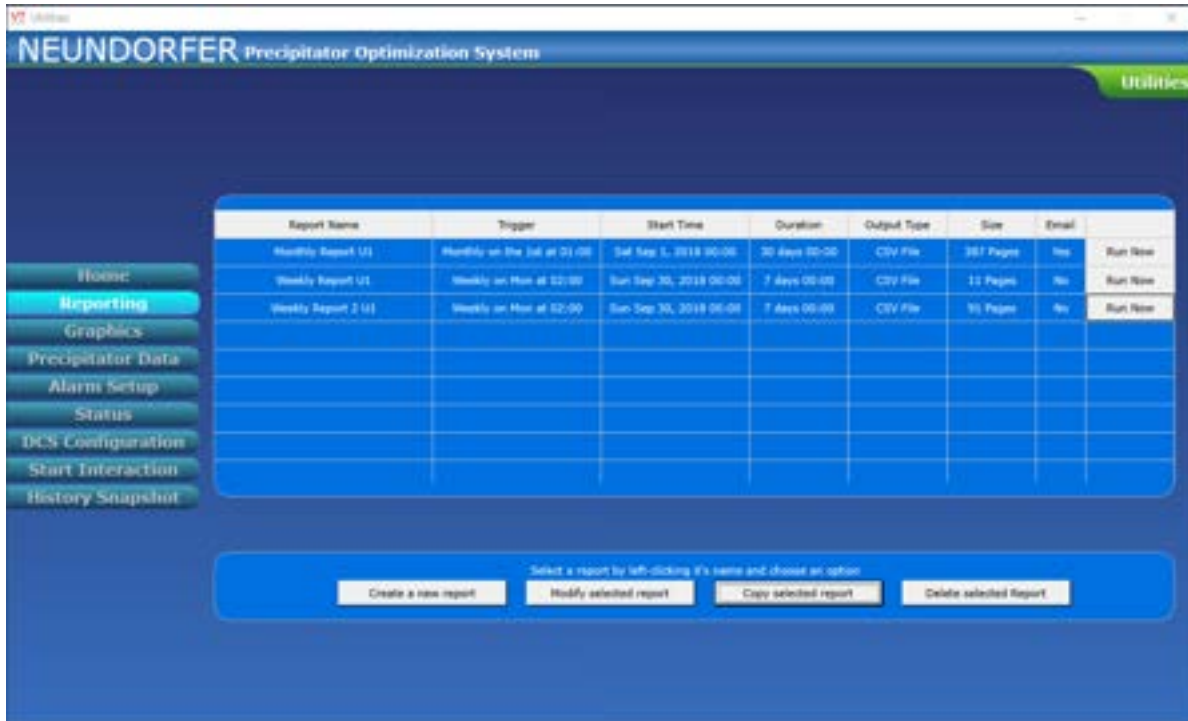 Utilities
NEUNDORFER Precipitator Optimization System
Utilities
Report Name Trigger Start Time Duration Output Type Size Email
Monthly Report U1 Monthly on the 1st at 01:00 Sat Sep 1, 2018 00:00 30 days 00:00 CSV File 387 Pages Yes Run Now
Weekly Report U1 Weekly on Mon at 02:00 Sun Sep 30, 2018 00:00 7 days 00:00 CSV File 11 Pages No Run Now
Weekly Report 2 U1 Weekly on Mon at 02:00 Sun Sep 30, 2018 00:00 7 days 00:00 CSV File 91 Pages No Run Now
Home
Reporting
Graphics
Precipitator Data
Alarm Setup
Status
DCS Configuration
Start Interaction
History Snapshot
Select a report by left-clicking it's name and choose an option
Create a new report Modify selected report Copy selected report Delete selected Report